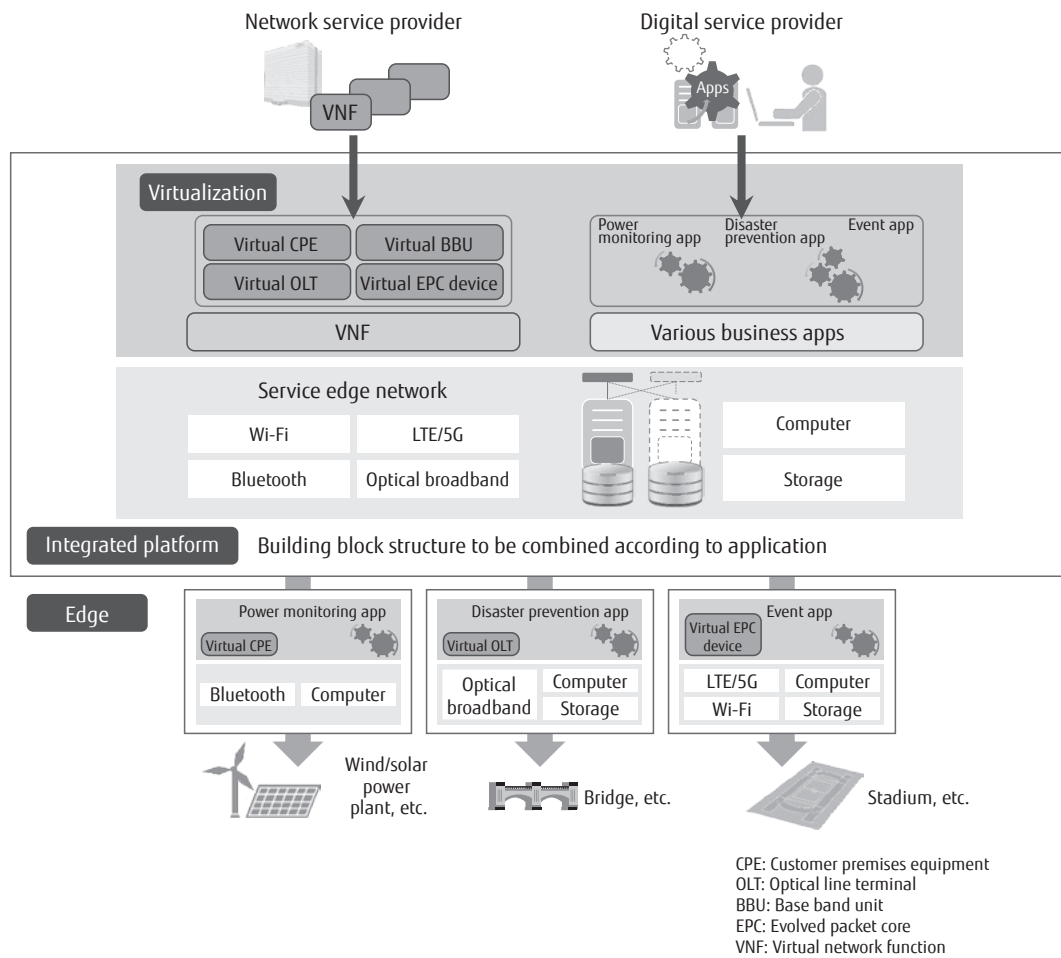 Network service provider
Digital service provider
VNF
Apps
Virtualization
Virtual CPE
Virtual BBU
Virtual OLT
Virtual EPC device
VNF
Power
monitoring app
Disaster
prevention app
Event app
Various business apps
Service edge network
Wi-Fi
LTE/5G
Bluetooth
Optical broadband
Computer
Storage
Integrated platform
Building block structure to be combined according to application
Edge
Power monitoring app
Virtual CPE
Bluetooth
Computer
Disaster prevention app
Virtual OLT
Optical
broadband
Computer
Storage
Event app
Virtual EPC
device
LTE/5G
Computer
Wi-Fi
Storage
Wind/solar
power
plant, etc.
Bridge, etc.
Stadium, etc.
CPE: Customer premises equipment
OLT: Optical line terminal
BBU: Base band unit
EPC: Evolved packet core
VNF: Virtual network function